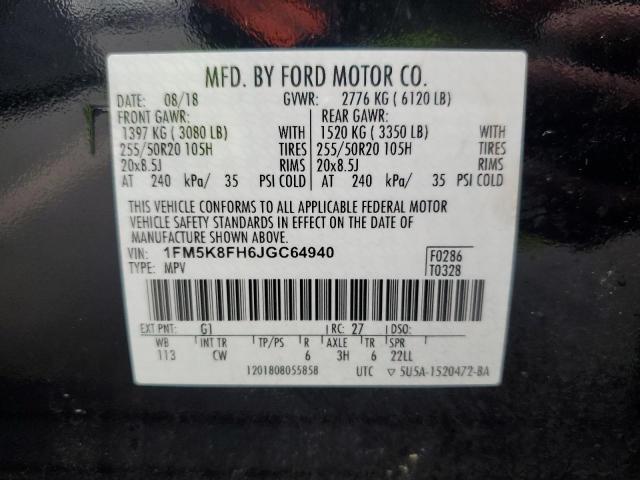 MFD. BY FORD MOTOR CO.
DATE: 08/18 GVWR: 2776 KG ( 6120 LB)
FRONT GAWR: REAR GAWR:
1397 KG ( 3080 LB) WITH 1520 KG ( 3350 LB) WITH
255/50R20 105H TIRES 255/50R20 105H TIRES
20x8.5J RIMS 20x8.5J RIMS
AT 240 kPa/ 35 PSI COLD AT 240 kPa/ 35 PSI COLD
THIS VEHICLE CONFORMS TO ALL APPLICABLE FEDERAL MOTOR
VEHICLE SAFETY STANDARDS IN EFFECT ON THE DATE OF
MANUFACTURE SHOWN ABOVE.
VIN: 1FM5K8FH6JGC64940 F0286
TYPE: MPV T0328
EXT PNT: G1 RC: 27 DSO:
WB INT TR TP/PS R AXLE TR SPR
113 CW 6 3H 6 22LL
1201808055858 UTC ▽ 5U5A-1520472-BA